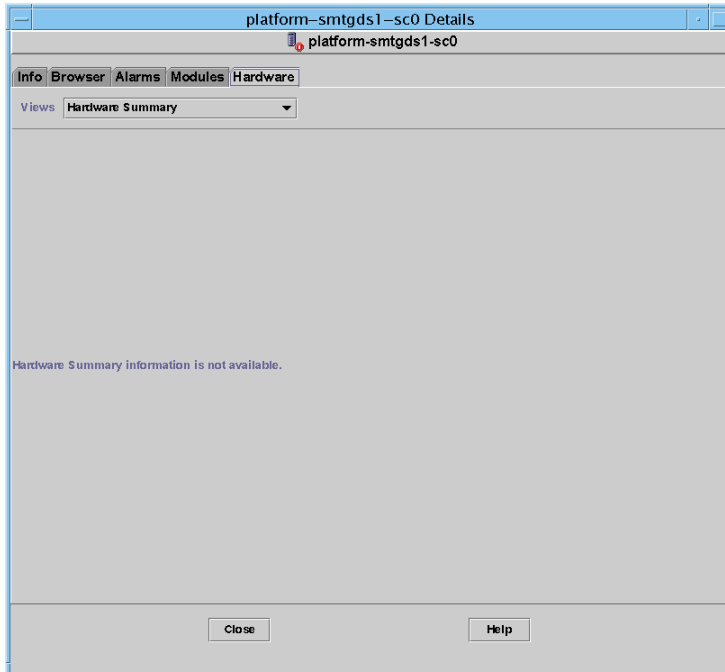 platform-smtgds1-sc0 Details
platform-smtgds1-sc0
Info Browser Alarms Modules Hardware
Views Hardware Summary
Hardware Summary information is not available.
Close Help